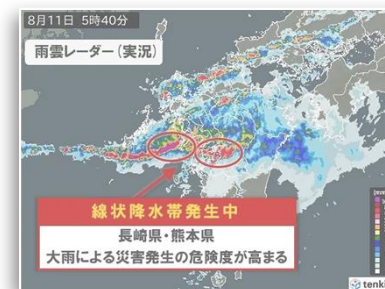 8月11日 5時40分
雨雲レーダー(実況)
線状降水帯発生中
長崎県・熊本県
大雨による災害発生の危険度が高まる
tenki